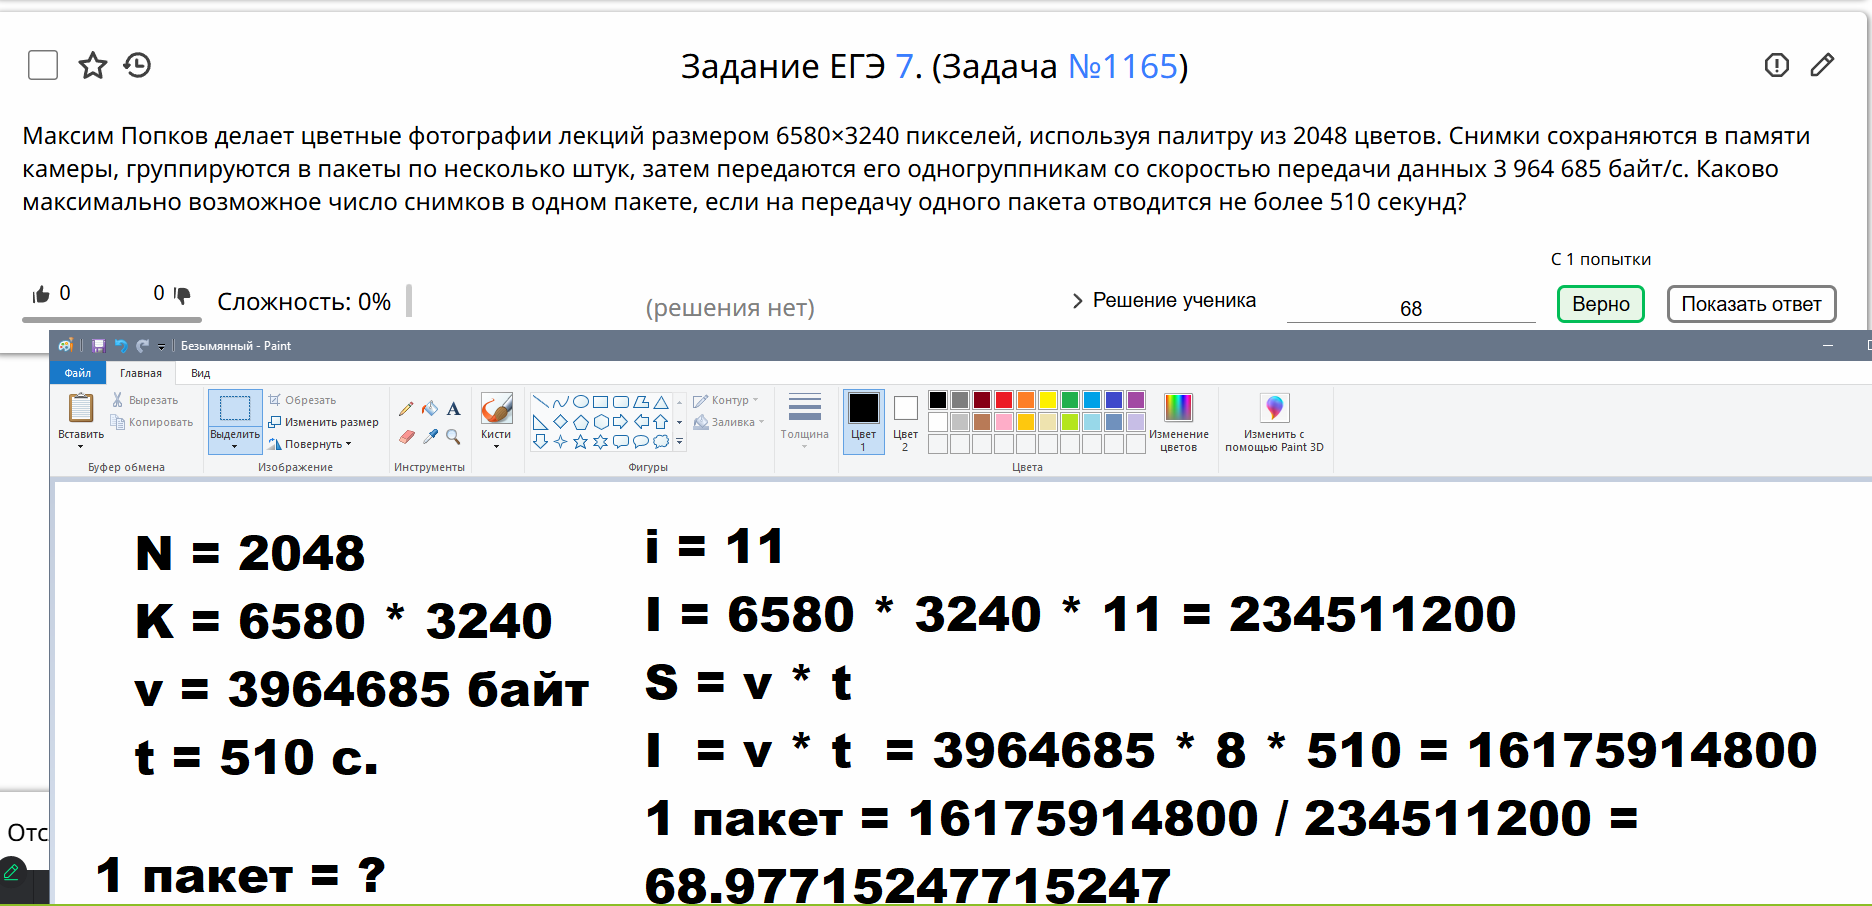 Задание ЕГЭ 7. (Задача №1165)
Максим Попков делает цветные фотографии лекций размером 6580×3240 пикселей, используя палитру из 2048 цветов. Снимки сохраняются в памяти
камеры, группируются в пакеты по несколько штук, затем передаются его одногруппникам со скоростью передачи данных 3 964 685 байт/с. Каково
максимально возможное число снимков в одном пакете, если на передачу одного пакета отводится не более 510 секунд?
С 1 попытки
0 0 Сложность: 0% (решения нет) Решение ученика 68 Верно Показать ответ
Безымянный - Paint
Файл Главная Вид
Вставить
Вырезать
Копировать
Буфер обмена
Выделить
Обрезать
Изменить размер
Повернуть
Изображение
A
Инструменты
Кисти
Контур
Заливка
Фигуры
Толщина
Цвет 1
Цвет 2
Изменение цветов
Цвета
Изменить с помощью Paint 3D
N = 2048
K = 6580 * 3240
v = 3964685 байт
t = 510 с.
1 пакет = ?
i = 11
I = 6580 * 3240 * 11 = 234511200
S = v * t
I = v * t = 3964685 * 8 * 510 = 16175914800
1 пакет = 16175914800 / 234511200 =
68.97715247715247
Отс